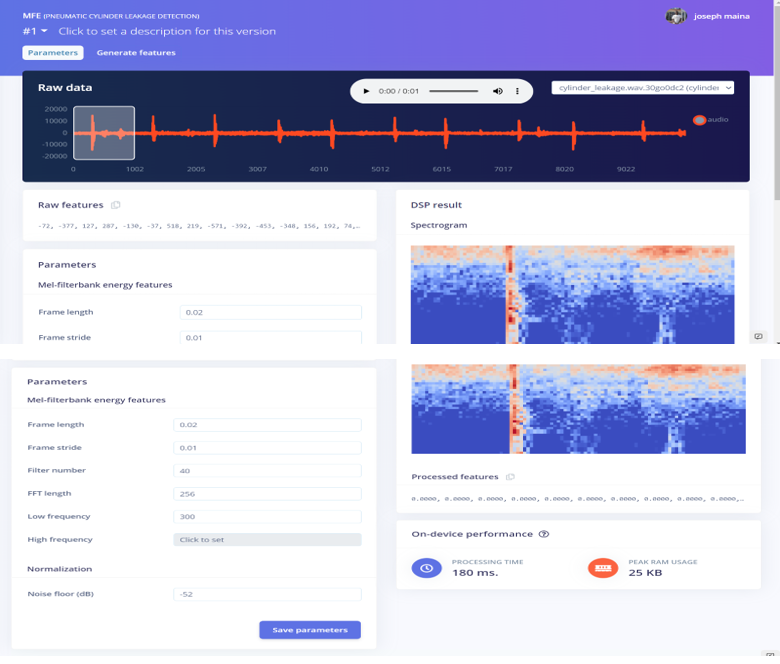 MFE (PNEUMATIC CYLINDER LEAKAGE DETECTION)
joseph maina
#1 Click to set a description for this version
Parameters Generate features
Raw data
0:00 / 0:01
cylinder_leakage.wav.30go0dc2 (cylinder
20000
10000
0
-10000
-20000
audio
0 1002 2005 3007 4010 5012 6015 7017 8020 9022
Raw features
-72, -377, 127, 287, -130, -37, 518, 219, -571, -392, -453, -348, 156, 192, 74,…
Parameters
Mel-filterbank energy features
Frame length 0.02
Frame stride 0.01
DSP result
Spectrogram
Parameters
Mel-filterbank energy features
Frame length 0.02
Frame stride 0.01
Filter number 40
FFT length 256
Low frequency 300
High frequency Click to set
Normalization
Noise floor (dB) -52
Save parameters
Processed features
0.0000, 0.0000, 0.0000, 0.0000, 0.0000, 0.0000, 0.0000, 0.0000, 0.0000, 0.0000,…
On-device performance
PROCESSING TIME
180 ms.
PEAK RAM USAGE
25 KB